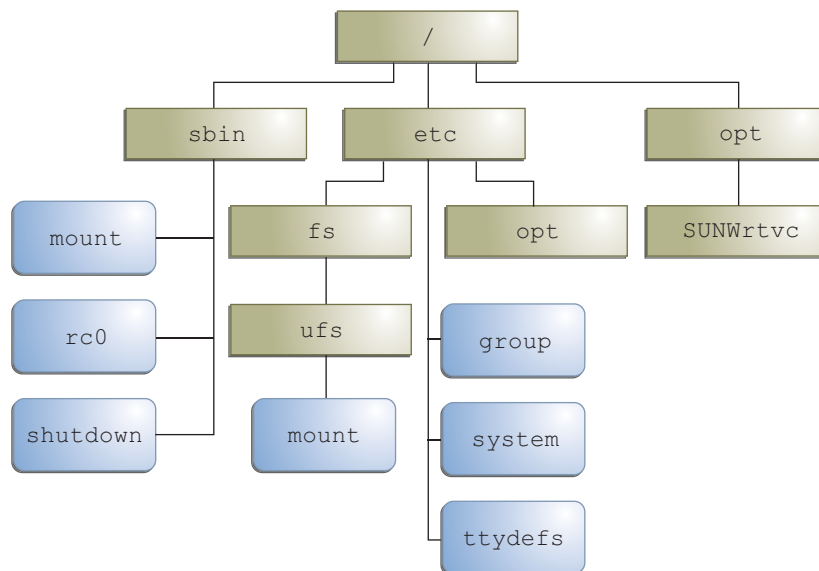 /
sbin
etc
opt
mount
fs
opt
SUNWrtvc
rc0
ufs
group
shutdown
mount
system
ttydefs